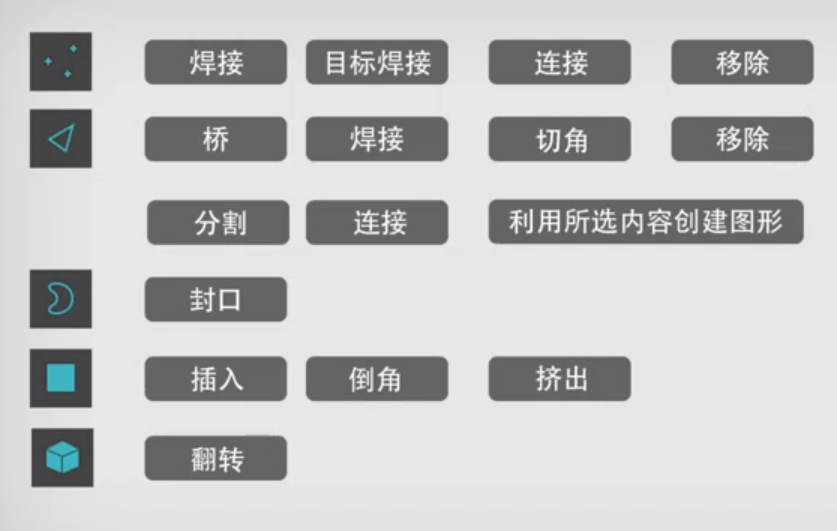 焊接 目标焊接 连接 移除
桥 焊接 切角 移除
分割 连接 利用所选内容创建图形
封口
插入 倒角 挤出
翻转